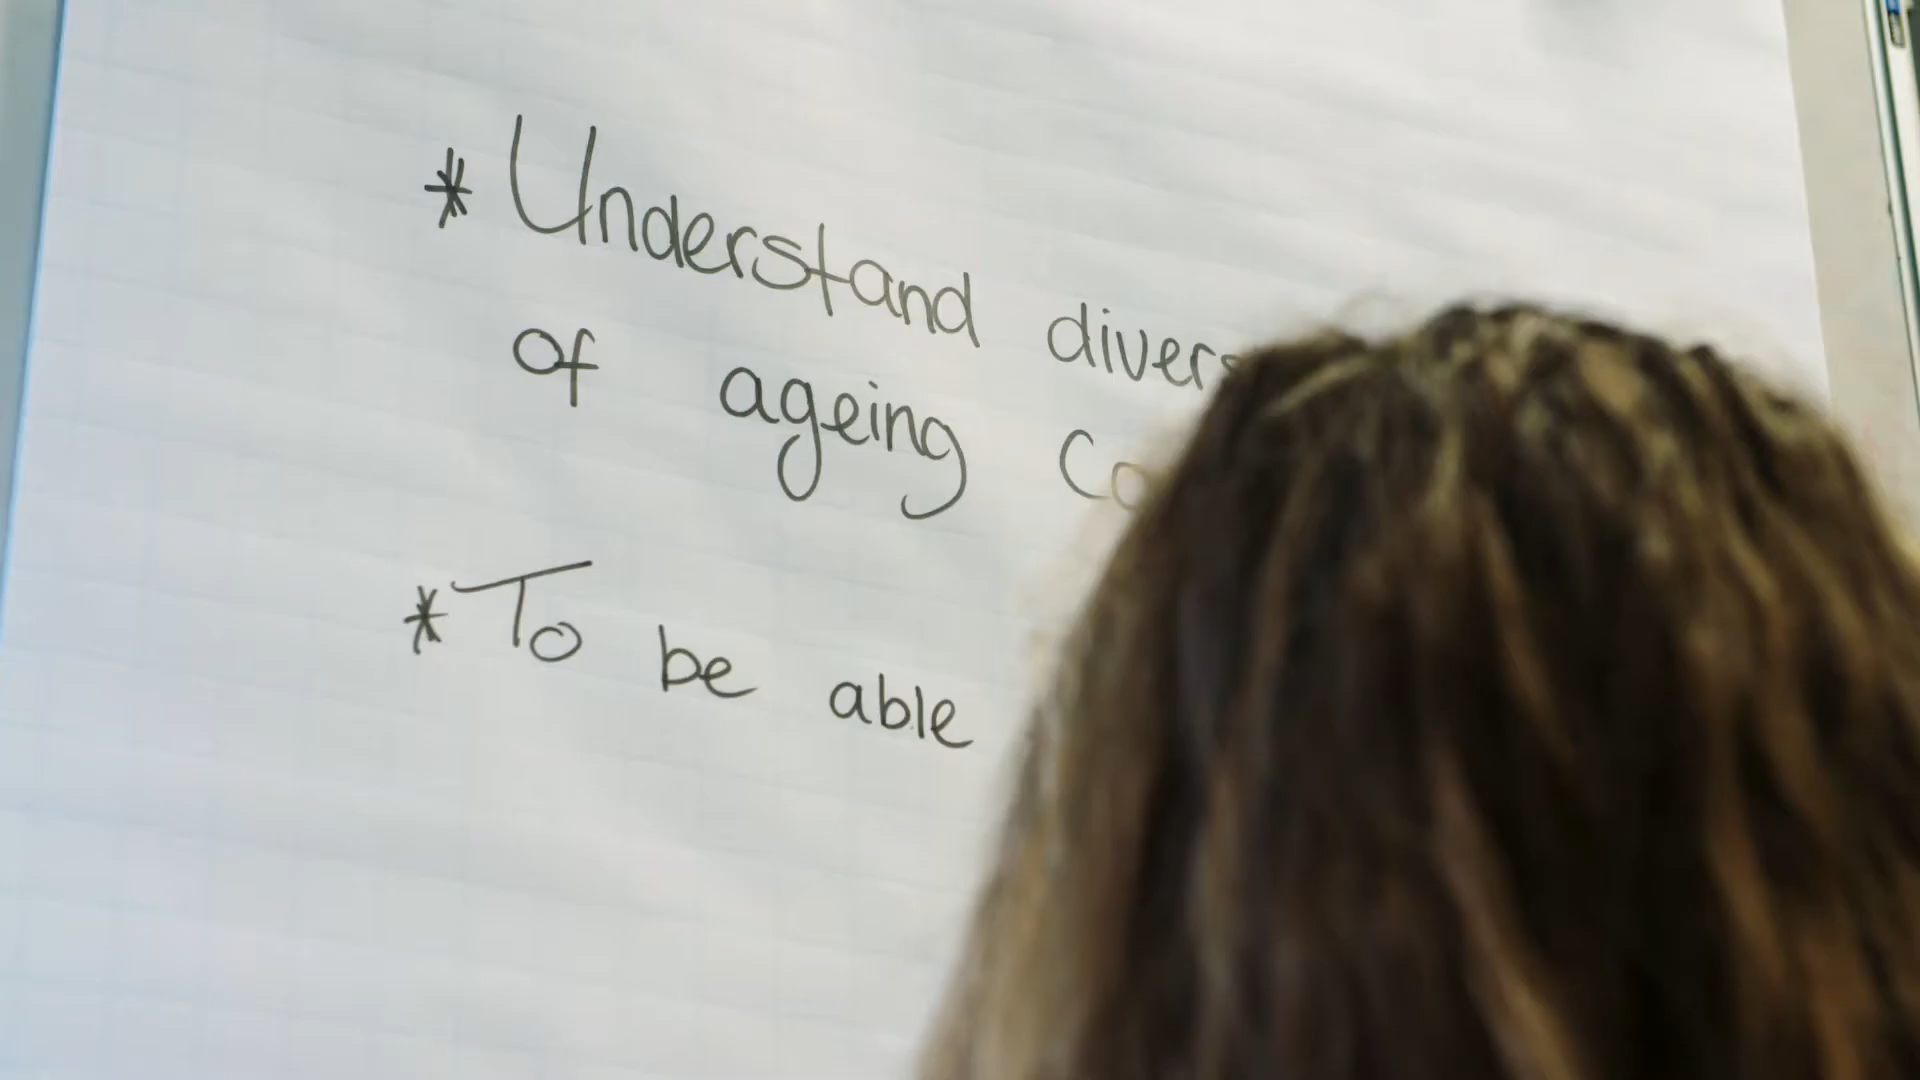 * Understand
of ageing
* To be able